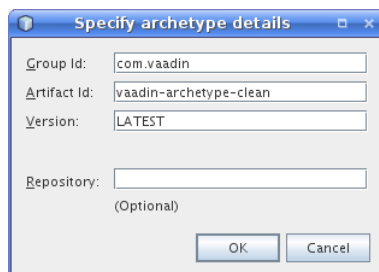 Specify archetype details
Group Id: com.vaadin
Artifact Id: vaadin-archetype-clean
Version: LATEST
Repository:
(Optional)
OK Cancel